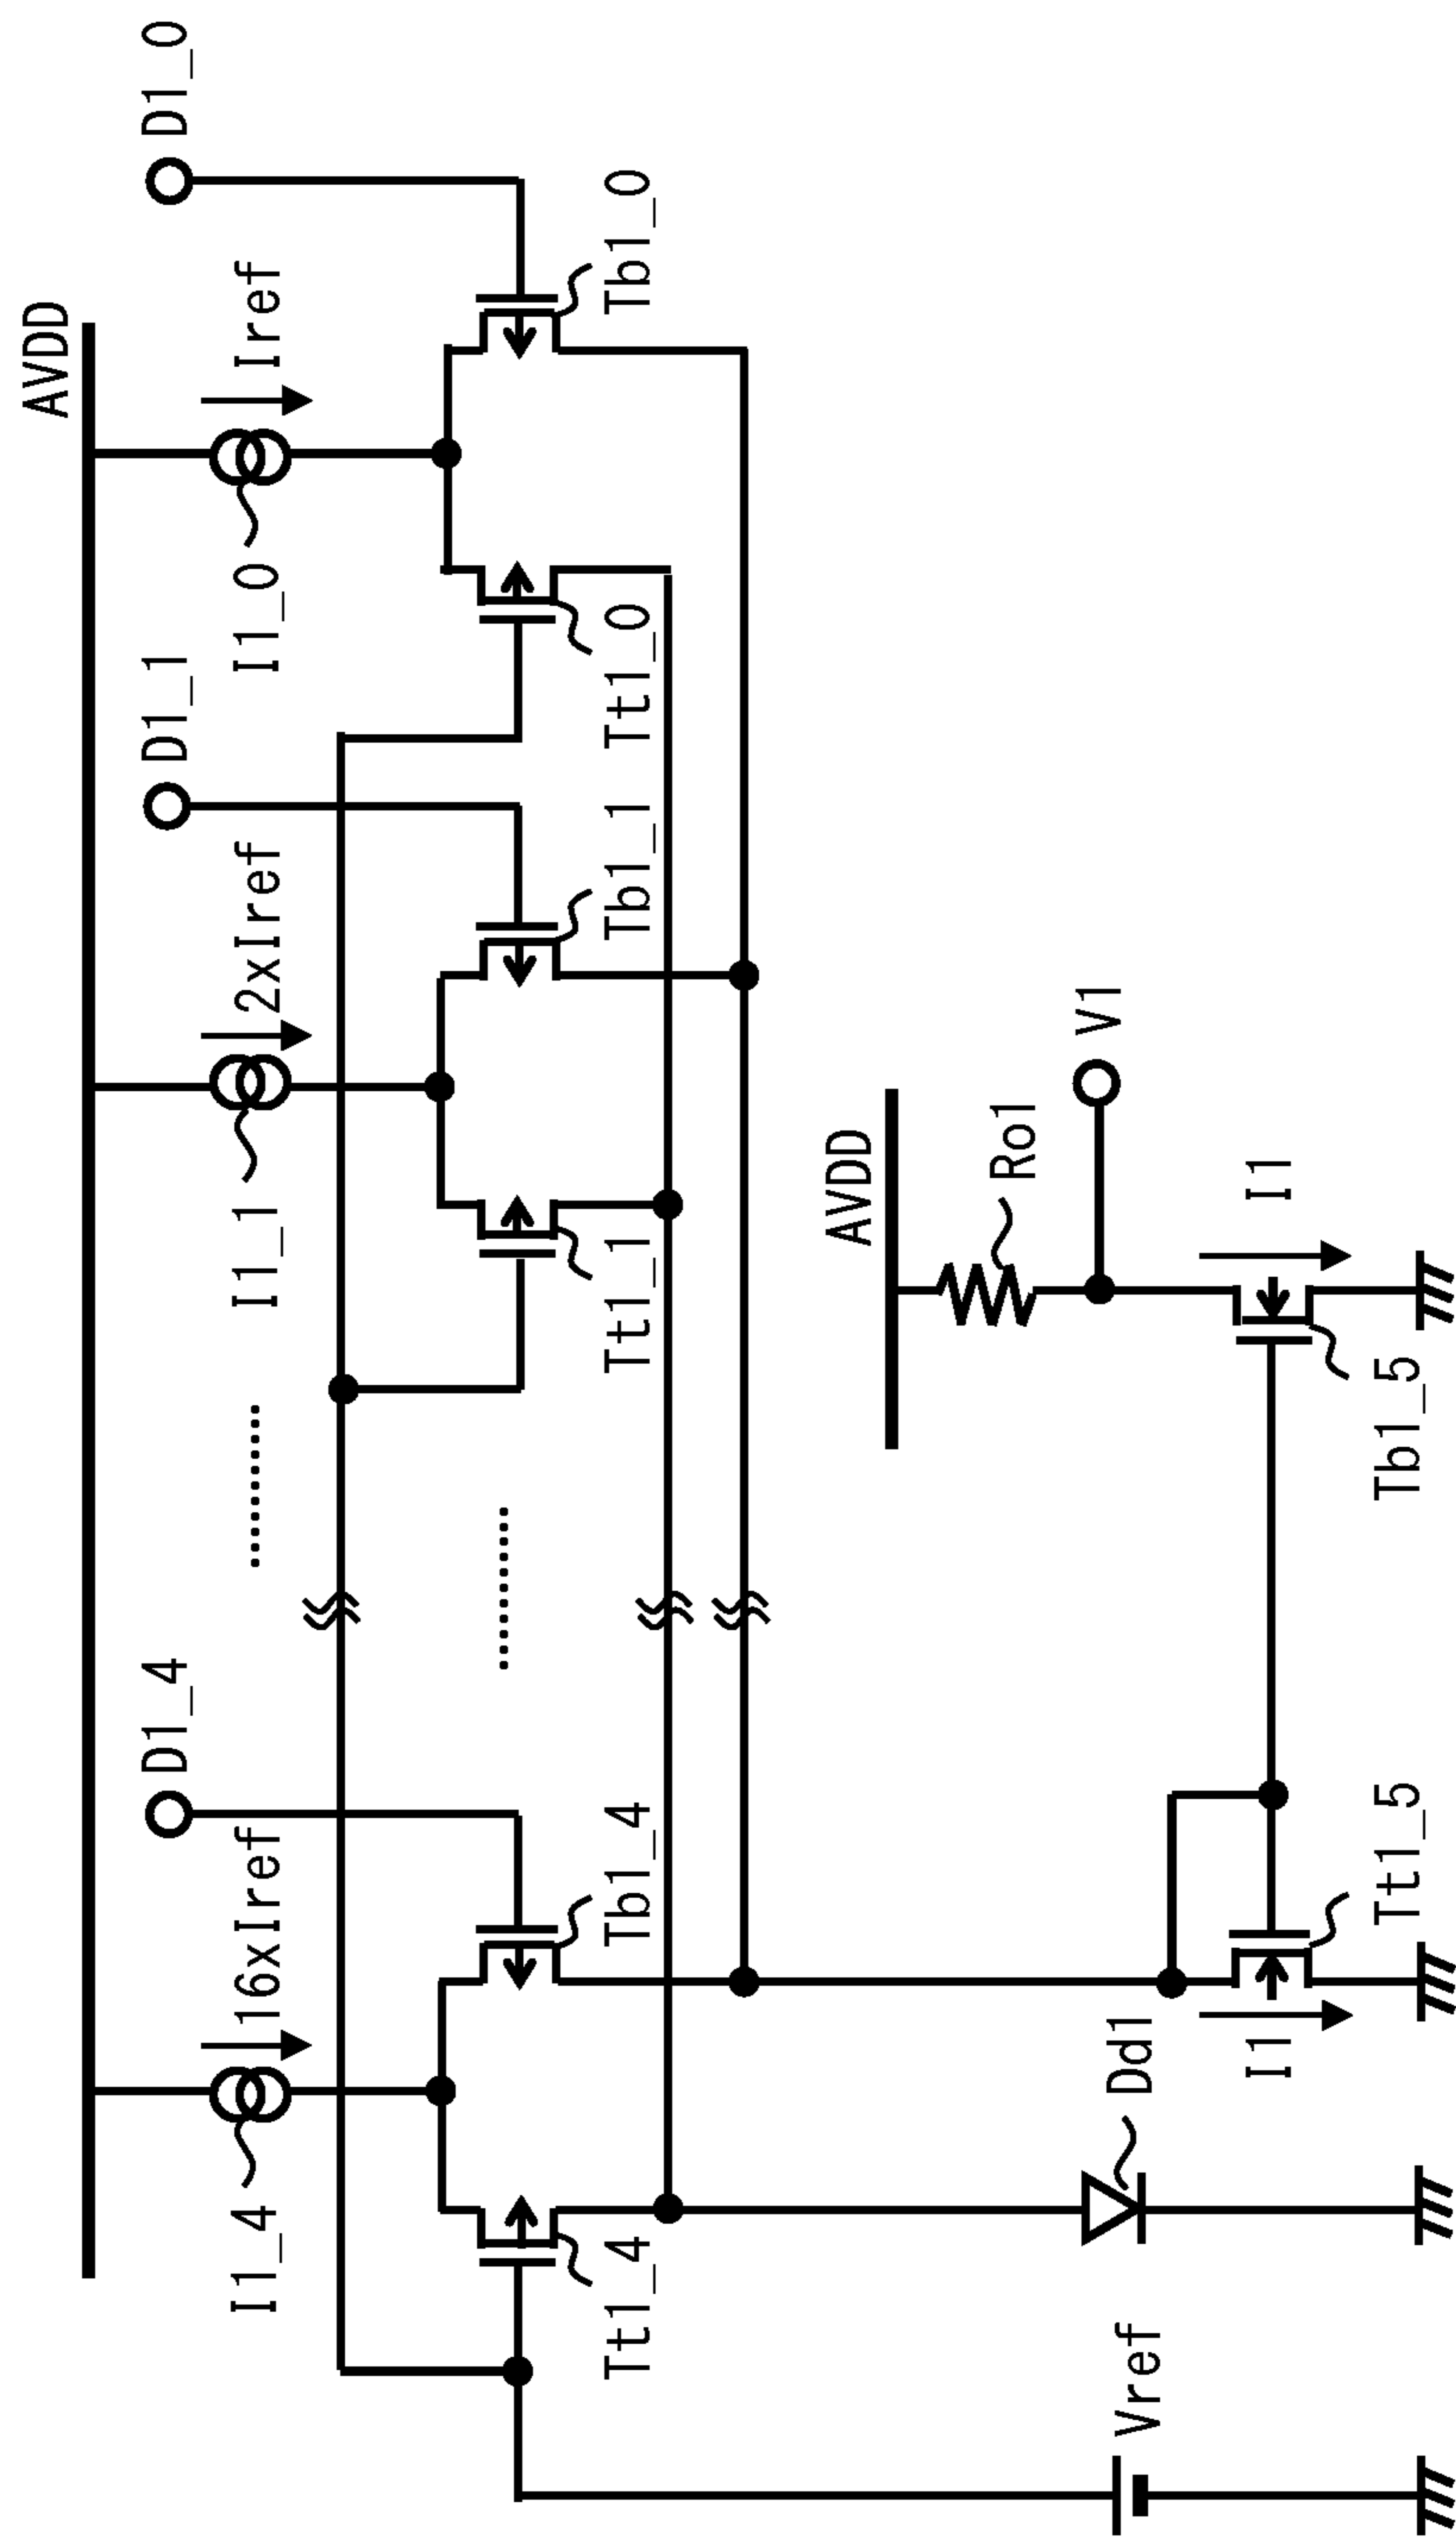 AVDD
D1_4
D1_1
D1_0
I1_4
16xIref
I1_1
2xIref
I1_0
Iref
Tt1_4
Tb1_4
Tt1_1
Tb1_1
Tt1_0
Tb1_0
AVDD
Ro1
V1
Vref
Dd1
I1
I1
Tt1_5
Tb1_5